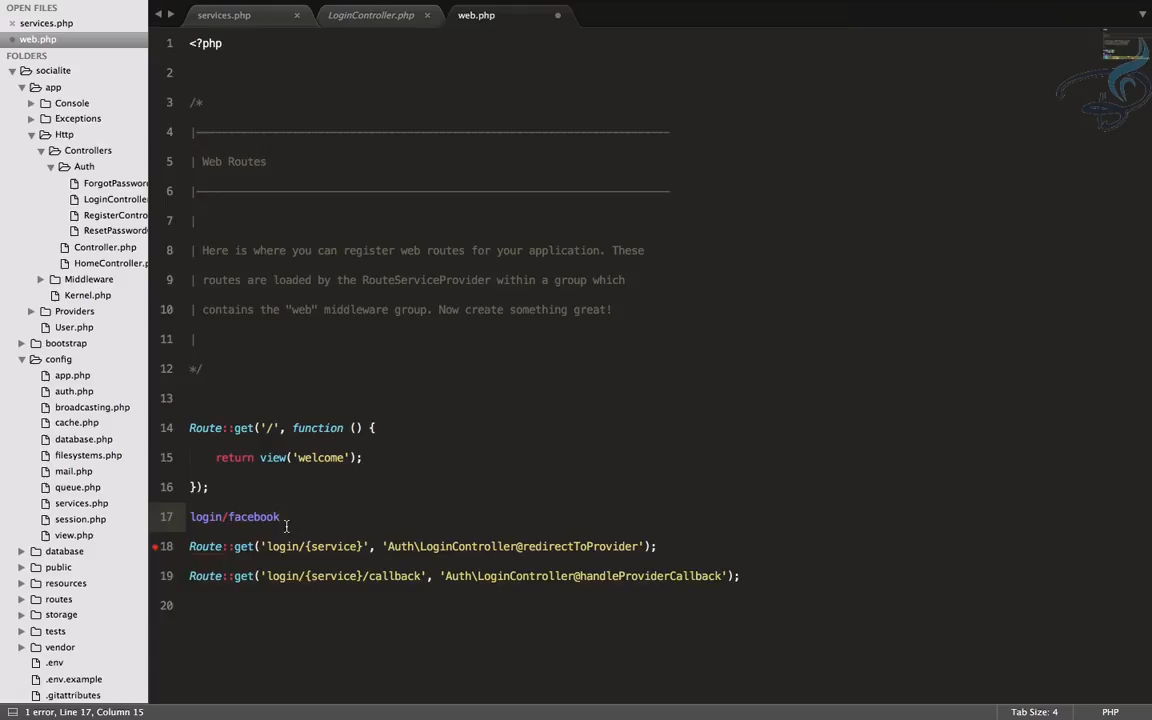 OPEN FILES
services.php
web.php
FOLDERS
socialite
app
Console
Exceptions
Http
Controllers
Auth
ForgotPassword
LoginControlle
RegisterContro
ResetPassword
Controller.php
HomeController.p
Middleware
Kernel.php
Providers
User.php
bootstrap
config
app.php
auth.php
broadcasting.php
cache.php
database.php
filesystems.php
mail.php
queue.php
services.php
session.php
view.php
database
public
resources
routes
storage
tests
vendor
.env
.env.example
.gitattributes
services.php
LoginController.php
web.php
1 <?php
2
3 /*
4 |--------------------------------------------------------------------------
5 | Web Routes
6 |--------------------------------------------------------------------------
7 |
8 | Here is where you can register web routes for your application. These
9 | routes are loaded by the RouteServiceProvider within a group which
10 | contains the "web" middleware group. Now create something great!
11 |
12 */
13
14 Route::get('/', function () {
15 return view('welcome');
16 });
17 login/facebook
18 Route::get('login/{service}', 'Auth\LoginController@redirectToProvider');
19 Route::get('login/{service}/callback', 'Auth\LoginController@handleProviderCallback');
20
1 error, Line 17, Column 15
Tab Size: 4
PHP